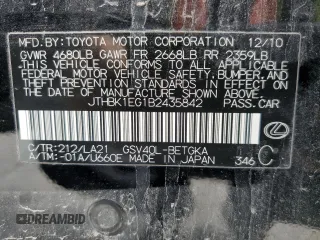 MFD.BY:TOYOTA MOTOR CORPORATION 12/10
GVWR 4680LB GAWR FR 2668LB RR 2359LB
THIS VEHICLE CONFORMS TO ALL APPLICABLE
FEDERAL MOTOR VEHICLE SAFETY, BUMPER, AND
THEFT PREVENTION STANDARDS IN EFFECT ON
THE DATE OF MANUFACTURE SHOWN ABOVE.
JTHBK1EG1B2435842 PASS.CAR
C/TR:212/LA21 GSV40L-BETGKA
A/TM:-01A/U660E MADE IN JAPAN 346 C
DREAMBID